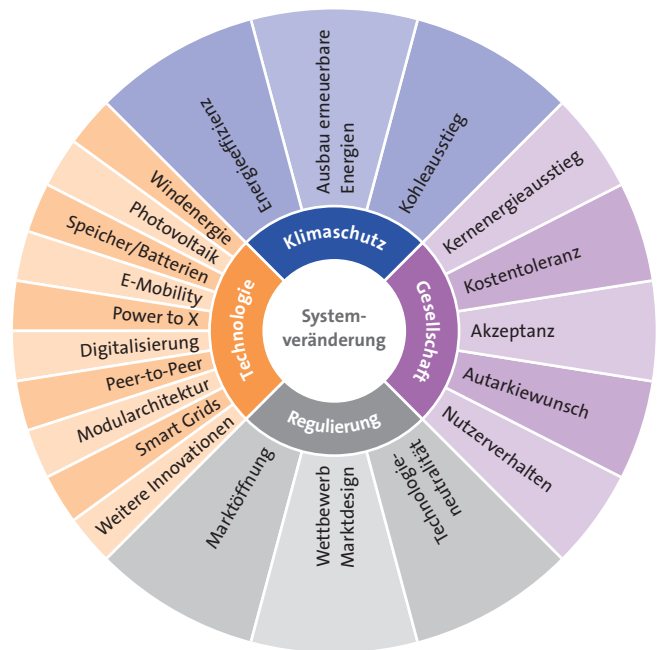 System-
veränderung
Klimaschutz
Energieeffizienz
Ausbau erneuerbare
Energien
Kohleausstieg
Gesellschaft
Kernenergieausstieg
Kostentoleranz
Akzeptanz
Autarkiewunsch
Nutzerverhalten
Regulierung
Technologie-
neutralität
Wettbewerb
Marktdesign
Marktöffnung
Technologie
Windenergie
Photovoltaik
Speicher/Batterien
E-Mobility
Power to X
Digitalisierung
Peer-to-Peer
Modularchitektur
Smart Grids
Weitere Innovationen